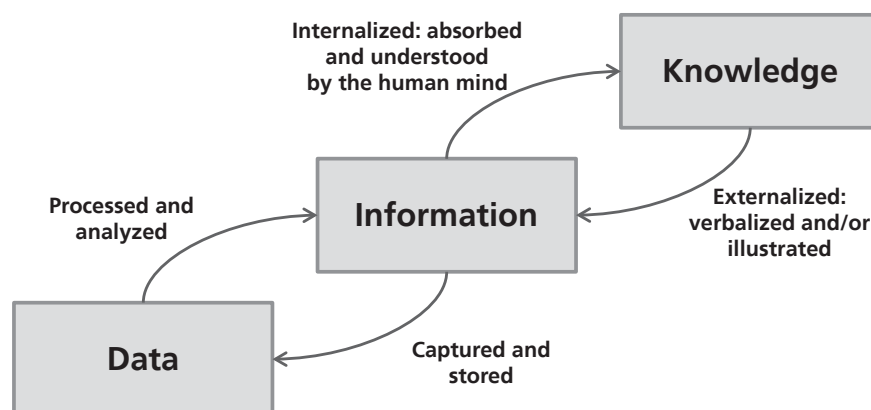 Internalized: absorbed
and understood
by the human mind
Knowledge
Processed and
analyzed
Information
Externalized:
verbalized and/or
illustrated
Data
Captured and
stored